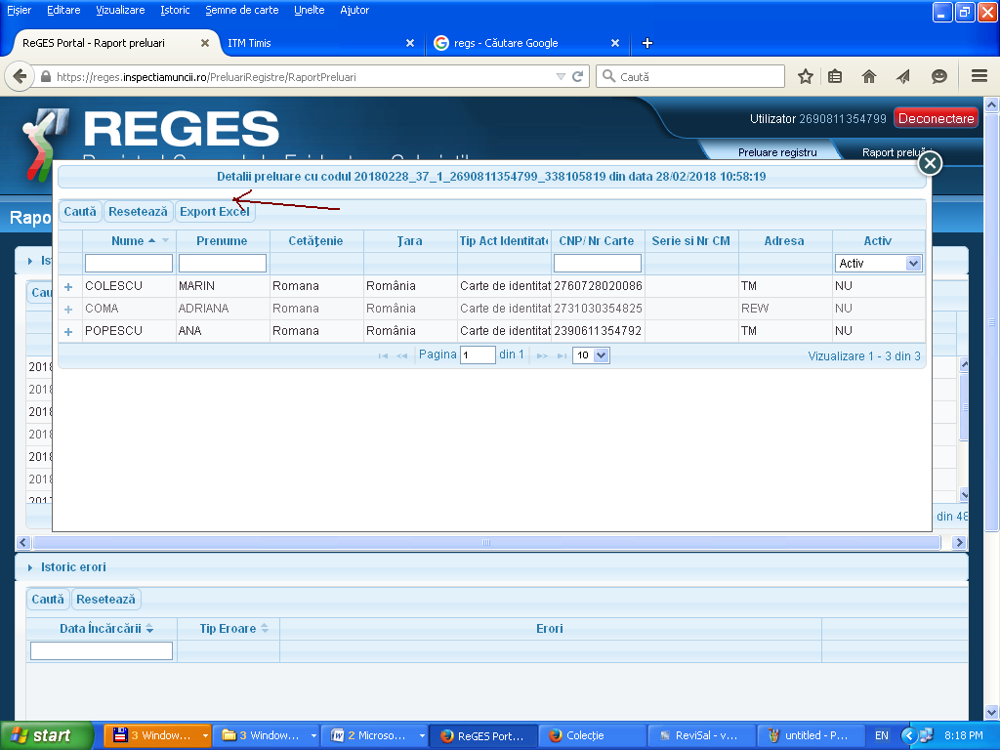 Fișier Editare Vizualizare Istoric Semne de carte Unelte Ajutor
ReGES Portal - Raport preluari
ITM Timis
regs - Căutare Google
https://reges.inspectiamuncii.ro/PreluariRegistre/RaportPreluari
Caută
REGES
Utilizator 2690811354799 Deconectare
Preluare registru
Raport preluări
Detalii preluare cu codul 20180228_37_1_2690811354799_338105819 din data 28/02/2018 10:58:19
Rapo
Caută Resetează Export Excel
Nume Prenume Cetăţenie Ţara Tip Act Identitate CNP/ Nr Carte Serie si Nr CM Adresa Activ
Activ
COLESCU MARIN Romana România Carte de identitat 2760728020086 TM NU
COMA ADRIANA Romana România Carte de identitat 2731030354825 REW NU
POPESCU ANA Romana România Carte de identitat 2390611354792 TM NU
Pagina 1 din 1 10 Vizualizare 1 - 3 din 3
Ist
Cau
2018
2018
2018
2018
2018
2018
2017
din 48
Istoric erori
Caută Resetează
Data Încărcării Tip Eroare Erori
start 3 Window... 3 Window... 2 Microso... ReGES Port... Colecţie ReviSal - v... untitled - P... EN 8:18 PM